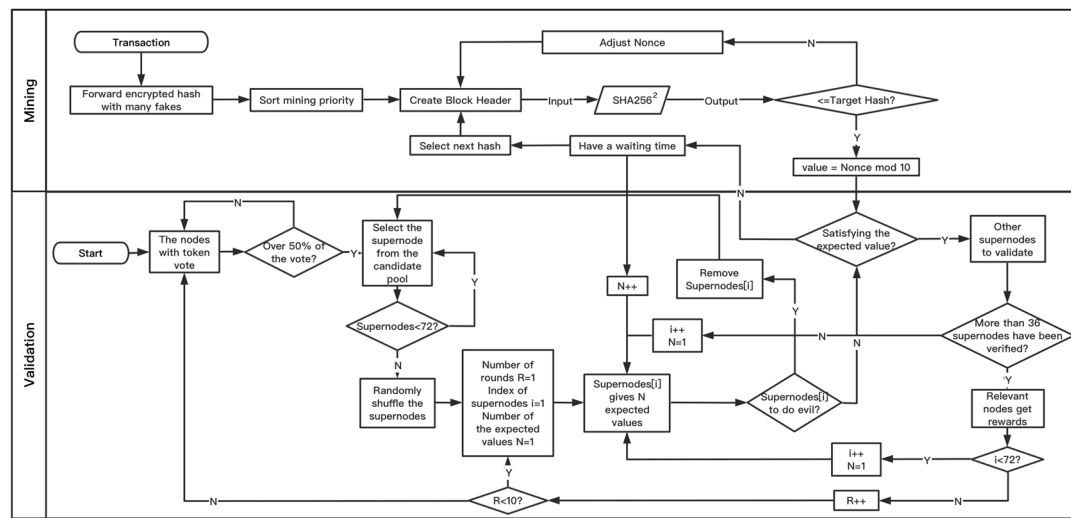 Mining
Transaction
Forward encrypted hash
with many fakes
Sort mining priority
Create Block Header
Adjust Nonce
Input
SHA256²
Output
N
<=Target Hash?
Y
value = Nonce mod 10
Select next hash
Have a waiting time
N
Validation
Start
The nodes
with token
vote
N
Over 50% of
the vote?
Y
Select the
supernode
from the
candidate
pool
Y
Supernodes<72?
N
Randomly
shuffle the
supernodes
Number of
rounds R=1
Index of
supernodes i=1
Number of
the expected
values N=1
Y
R<10?
N
N++
Supernodes[i]
gives N
expected
values
Remove
Supernodes[i]
Y
Supernodes[i]
to do evil?
N
Satisfying the
expected value?
Y
Other
supernodes
to validate
More than 36
supernodes have been
verified?
N
i++
N=1
Y
Relevant
nodes get
rewards
i<72?
Y
i++
N=1
N
R++